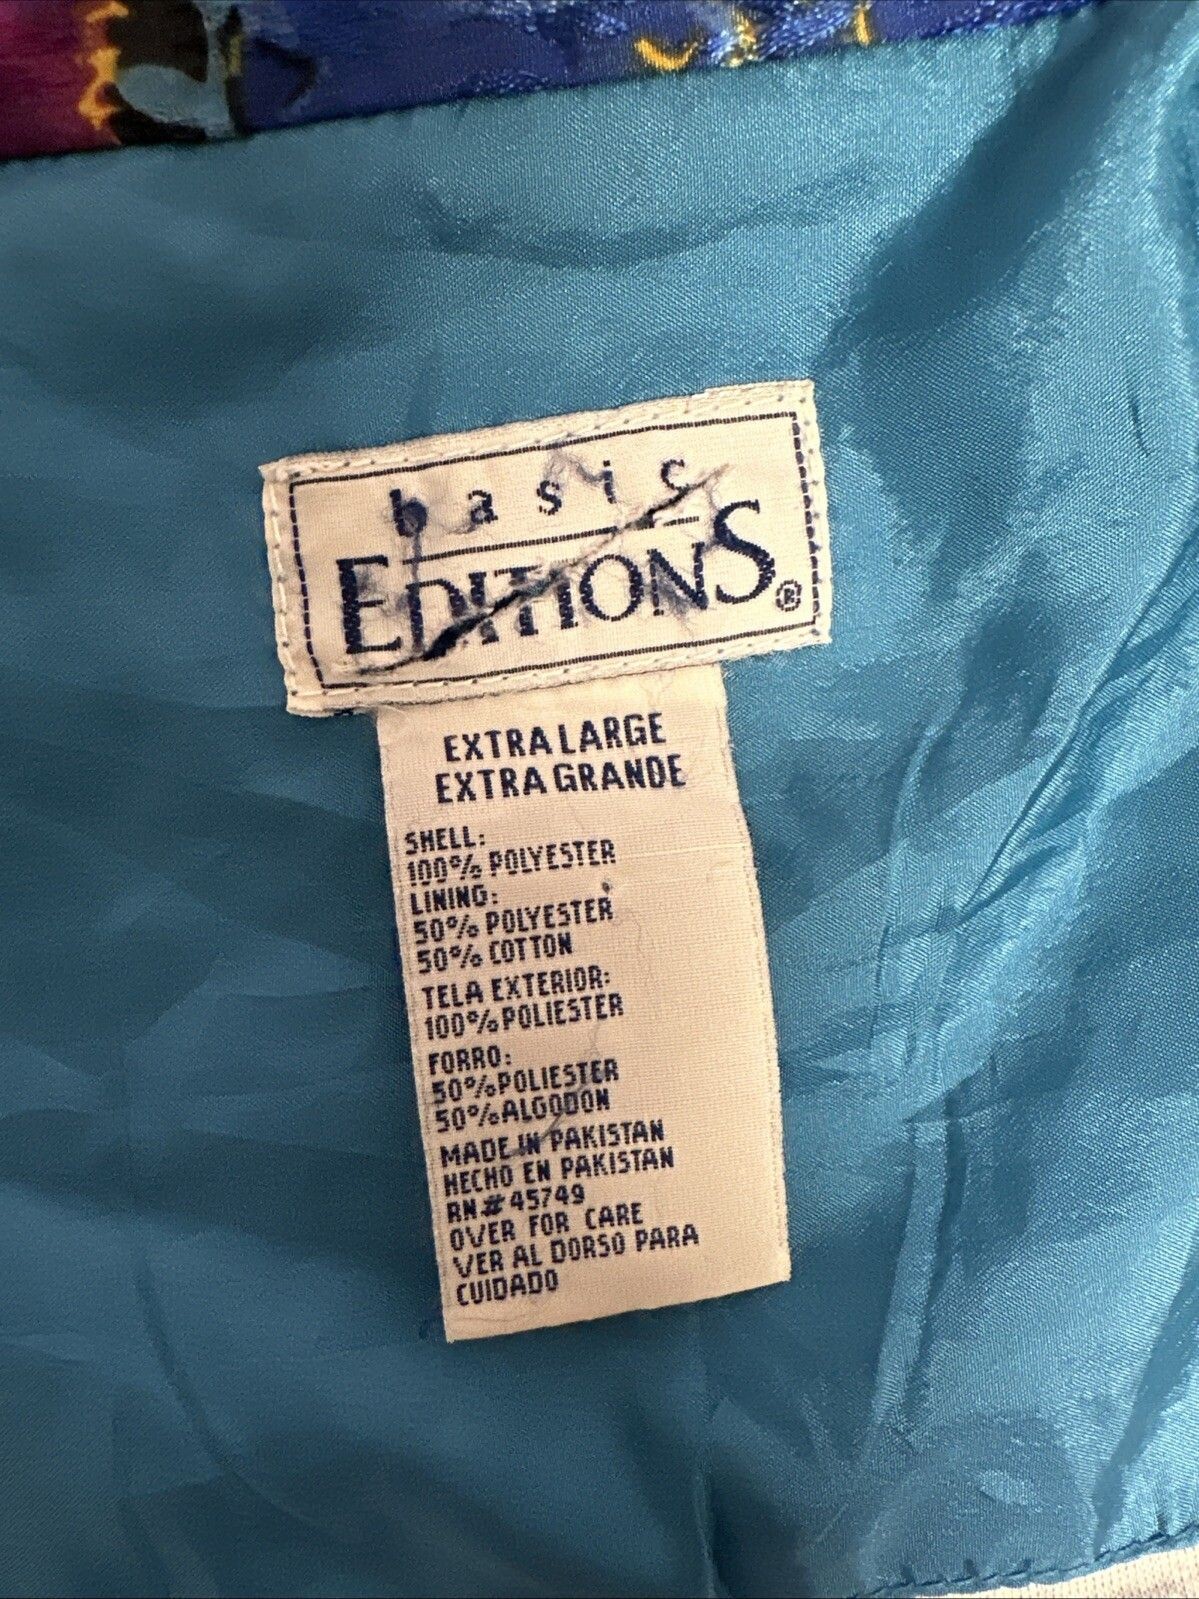 basic
EDITIONS®
EXTRA LARGE
EXTRA GRANDE
SHELL:
100% POLYESTER
LINING:
50% POLYESTER
50% COTTON
TELA EXTERIOR:
100% POLIESTER
FORRO:
50% POLIESTER
50% ALGODON
MADE IN PAKISTAN
HECHO EN PAKISTAN
RN#45749
OVER FOR CARE
VER AL DORSO PARA
CUIDADO